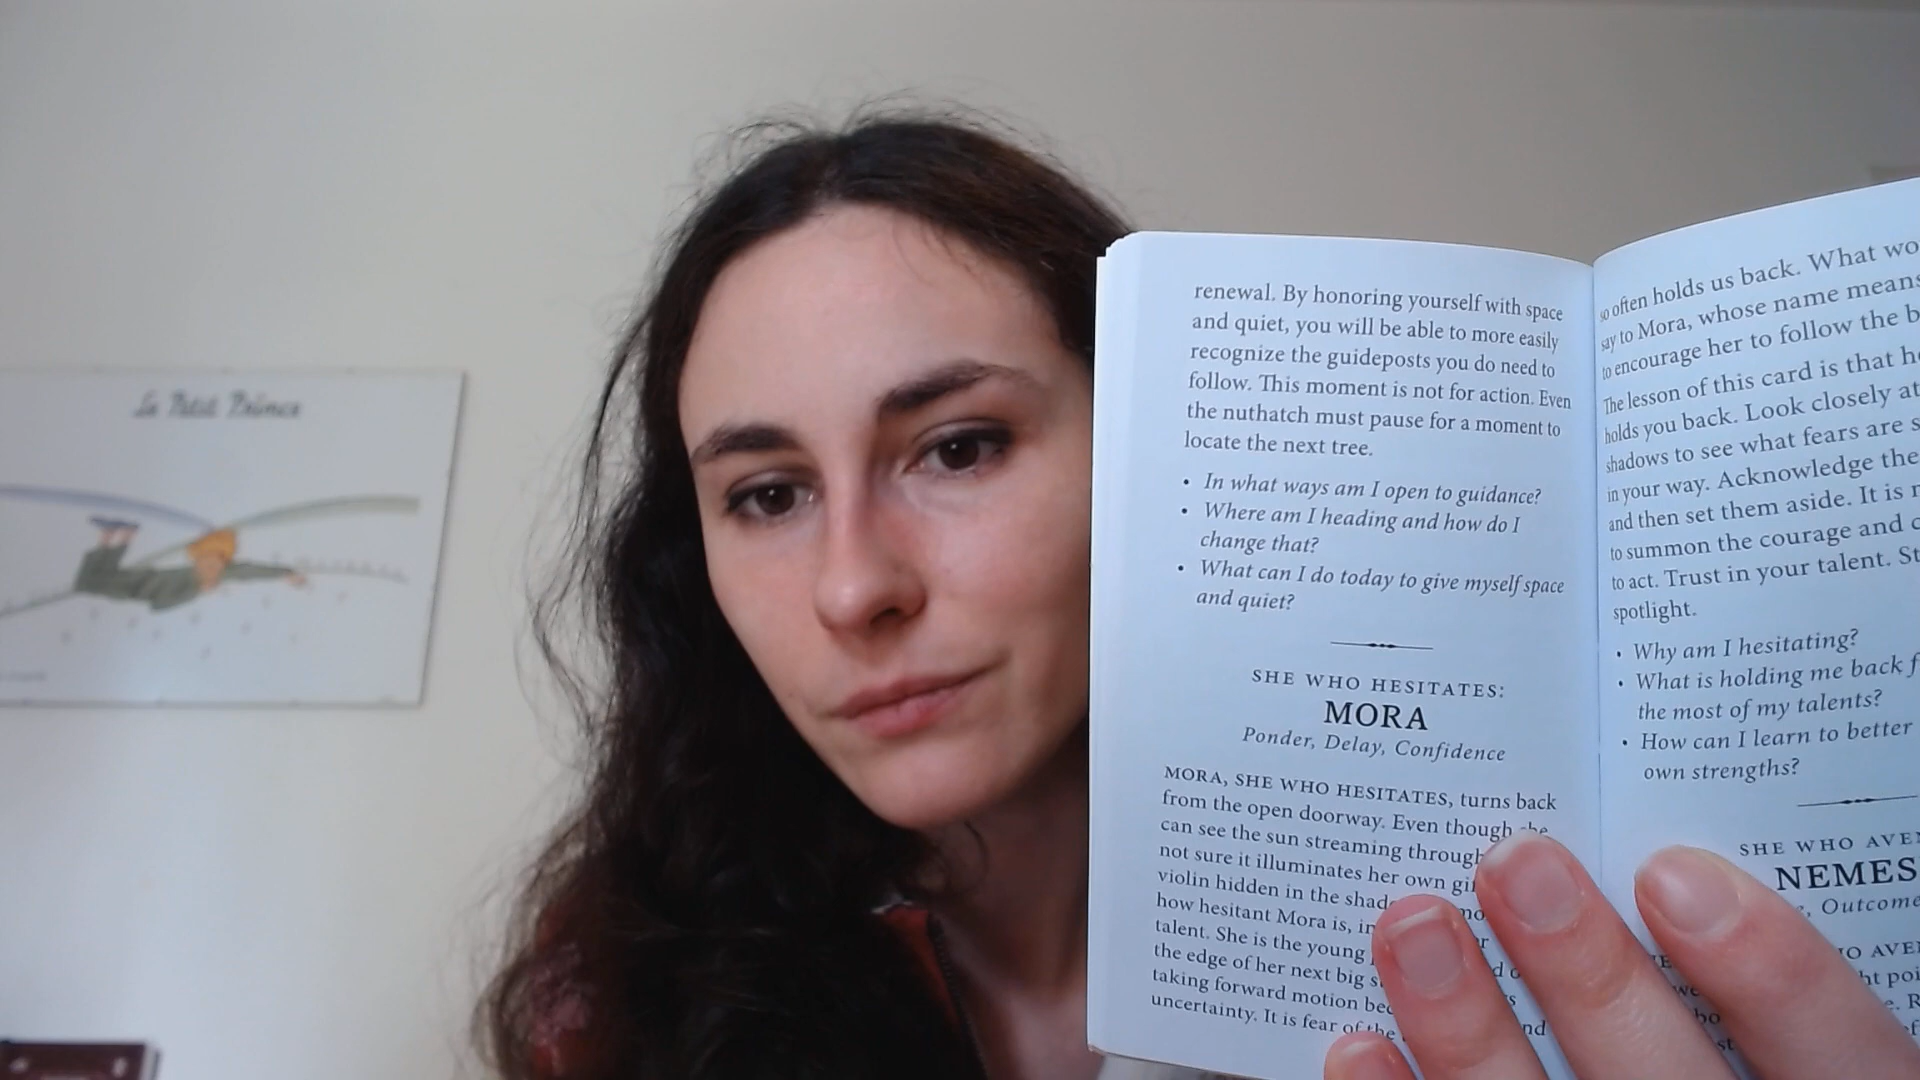 Le Petit Prince
renewal. By honoring yourself with space
and quiet, you will be able to more easily
recognize the guideposts you do need to
follow. This moment is not for action. Even
the nuthatch must pause for a moment to
locate the next tree.
• In what ways am I open to guidance?
• Where am I heading and how do I
change that?
• What can I do today to give myself space
and quiet?
SHE WHO HESITATES:
MORA
Ponder, Delay, Confidence
MORA, SHE WHO HESITATES, turns back
from the open doorway. Even though she
can see the sun streaming through
not sure it illuminates her own
violin hidden in the
how hesitant Mora is,
talent. She is the young
the edge of her next big
taking forward motion
uncertainty. It is fear of the
so often holds us back. What
say to Mora, whose name means
to encourage her to follow the
The lesson of this card is that
holds you back. Look closely at
shadows to see what fears are
in your way. Acknowledge
and then set them aside. It is
to summon the courage and
to act. Trust in your talent.
spotlight.
• Why am I hesitating?
• What is holding me back
the most of my talents?
• How can I learn to better
own strengths?
SHE WHO
NEMES
Outcome